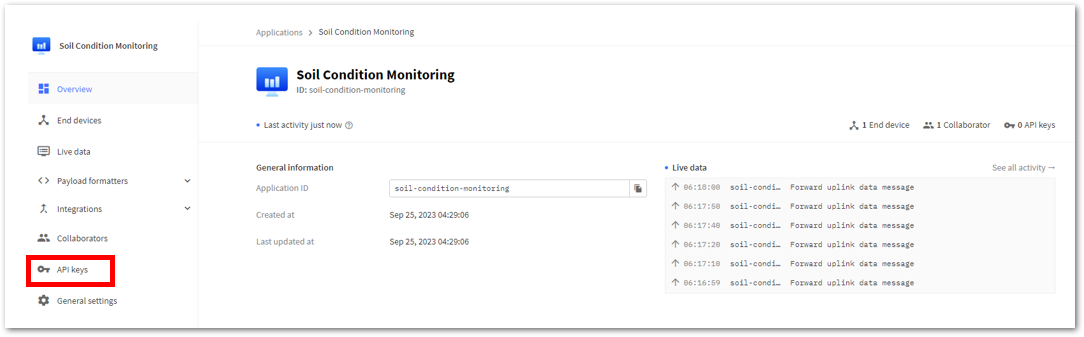 Soil Condition Monitoring
Overview
End devices
Live data
Payload formatters
Integrations
Collaborators
API keys
General settings
Applications > Soil Condition Monitoring
Soil Condition Monitoring
ID: soil-condition-monitoring
Last activity just now
1 End device 1 Collaborator 0 API keys
General information
Application ID soil-condition-monitoring
Created at Sep 25, 2023 04:29:06
Last updated at Sep 25, 2023 04:29:06
Live data See all activity →
↑ 06:18:00 soil-condi… Forward uplink data message
↑ 06:17:50 soil-condi… Forward uplink data message
↑ 06:17:40 soil-condi… Forward uplink data message
↑ 06:17:20 soil-condi… Forward uplink data message
↑ 06:17:10 soil-condi… Forward uplink data message
↑ 06:16:59 soil-condi… Forward uplink data message